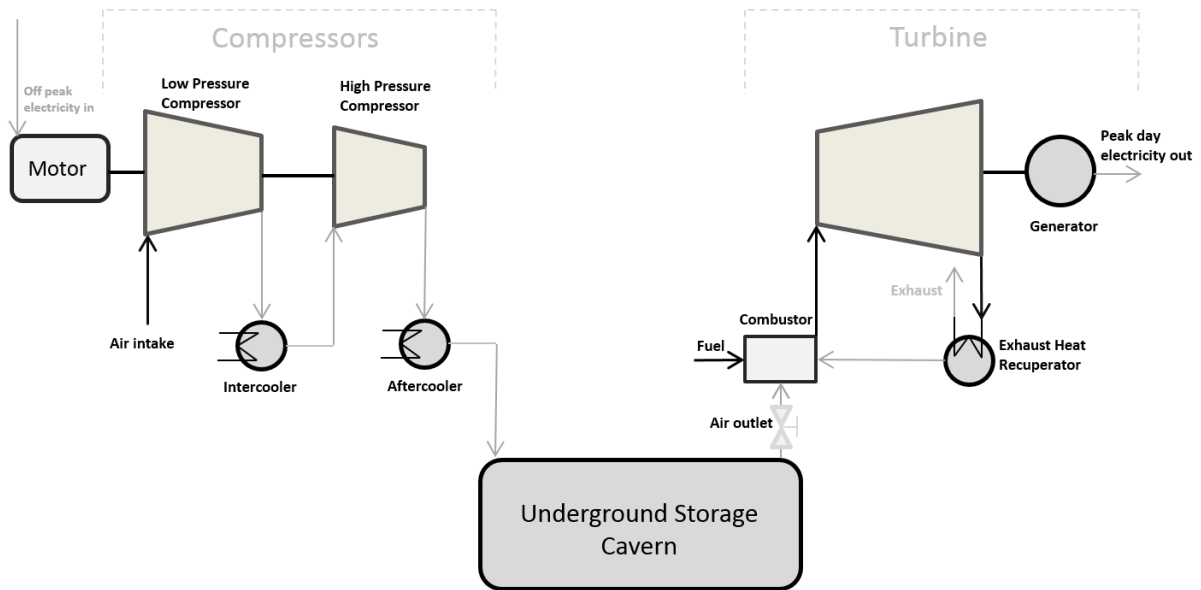 Compressors
Turbine
Off peak
electricity in
Low Pressure
Compressor
High Pressure
Compressor
Motor
Peak day
electricity out
Generator
Air intake
Intercooler
Aftercooler
Exhaust
Combustor
Fuel
Exhaust Heat
Recuperator
Air outlet
Underground Storage
Cavern